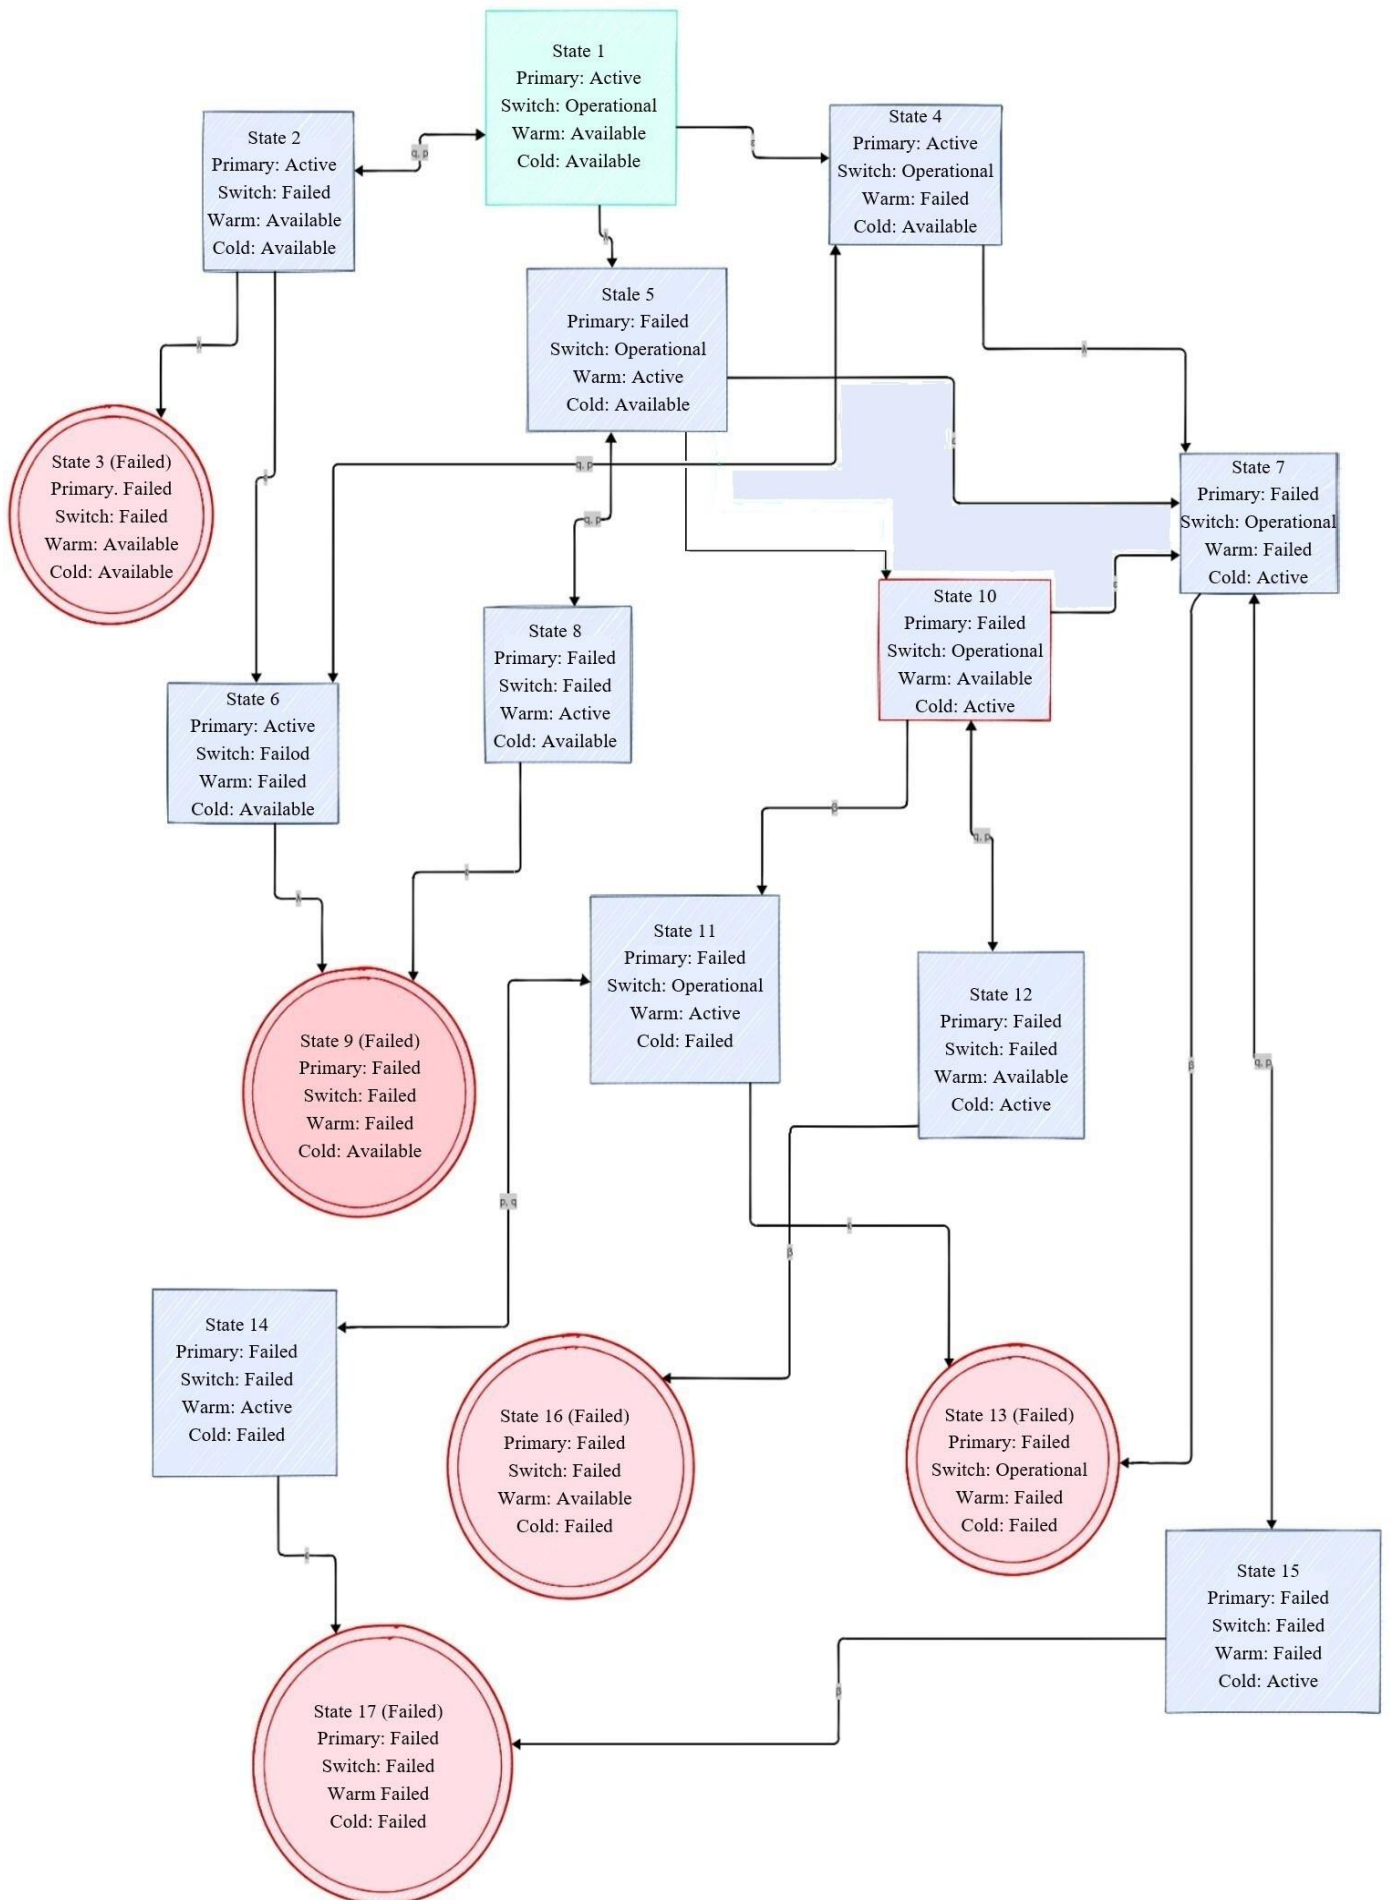 State 1
Primary: Active
Switch: Operational
Warm: Available
Cold: Available
State 2
Primary: Active
Switch: Failed
Warm: Available
Cold: Available
q, p
State 4
Primary: Active
Switch: Operational
Warm: Failed
Cold: Available
Stale 5
Primary: Failed
Switch: Operational
Warm: Active
Cold: Available
State 3 (Failed)
Primary. Failed
Switch: Failed
Warm: Available
Cold: Available
q, p
q, p
State 7
Primary: Failed
Switch: Operational
Warm: Failed
Cold: Active
State 10
Primary: Failed
Switch: Operational
Warm: Available
Cold: Active
State 8
Primary: Failed
Switch: Failed
Warm: Active
Cold: Available
State 6
Primary: Active
Switch: Failod
Warm: Failed
Cold: Available
β
q, p
State 11
Primary: Failed
Switch: Operational
Warm: Active
Cold: Failed
State 12
Primary: Failed
Switch: Failed
Warm: Available
Cold: Active
State 9 (Failed)
Primary: Failed
Switch: Failed
Warm: Failed
Cold: Available
β
q, p
p, q
β
State 14
Primary: Failed
Switch: Failed
Warm: Active
Cold: Failed
State 16 (Failed)
Primary: Failed
Switch: Failed
Warm: Available
Cold: Failed
State 13 (Failed)
Primary: Failed
Switch: Operational
Warm: Failed
Cold: Failed
State 15
Primary: Failed
Switch: Failed
Warm: Failed
Cold: Active
β
State 17 (Failed)
Primary: Failed
Switch: Failed
Warm Failed
Cold: Failed